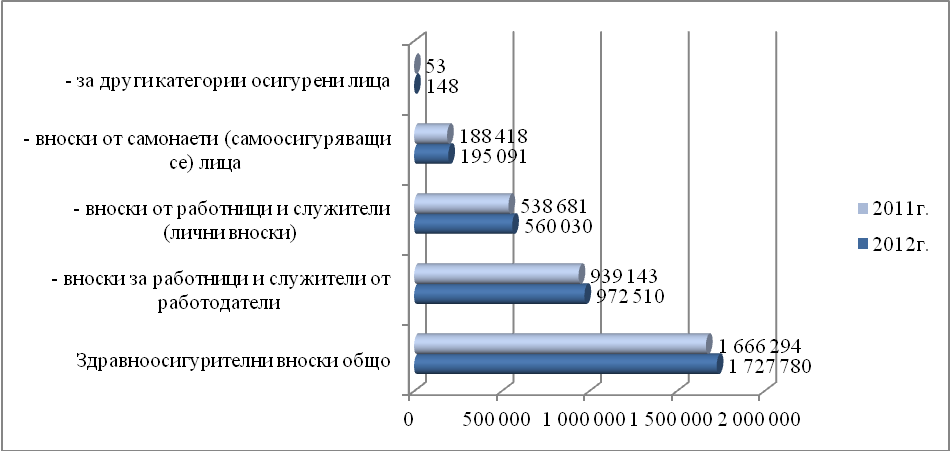 - за други категории осигурени лица
53
148
- вноски от самонаети (самоосигуряващи
се) лица
188 418
195 091
- вноски от работници и служители
(лични вноски)
538 681
560 030
- вноски за работници и служители от
работодатели
939 143
972 510
Здравноосигурителни вноски общо
1 666 294
1 727 780
0 500 000 1 000 000 1 500 000 2 000 000
2011г.
2012г.